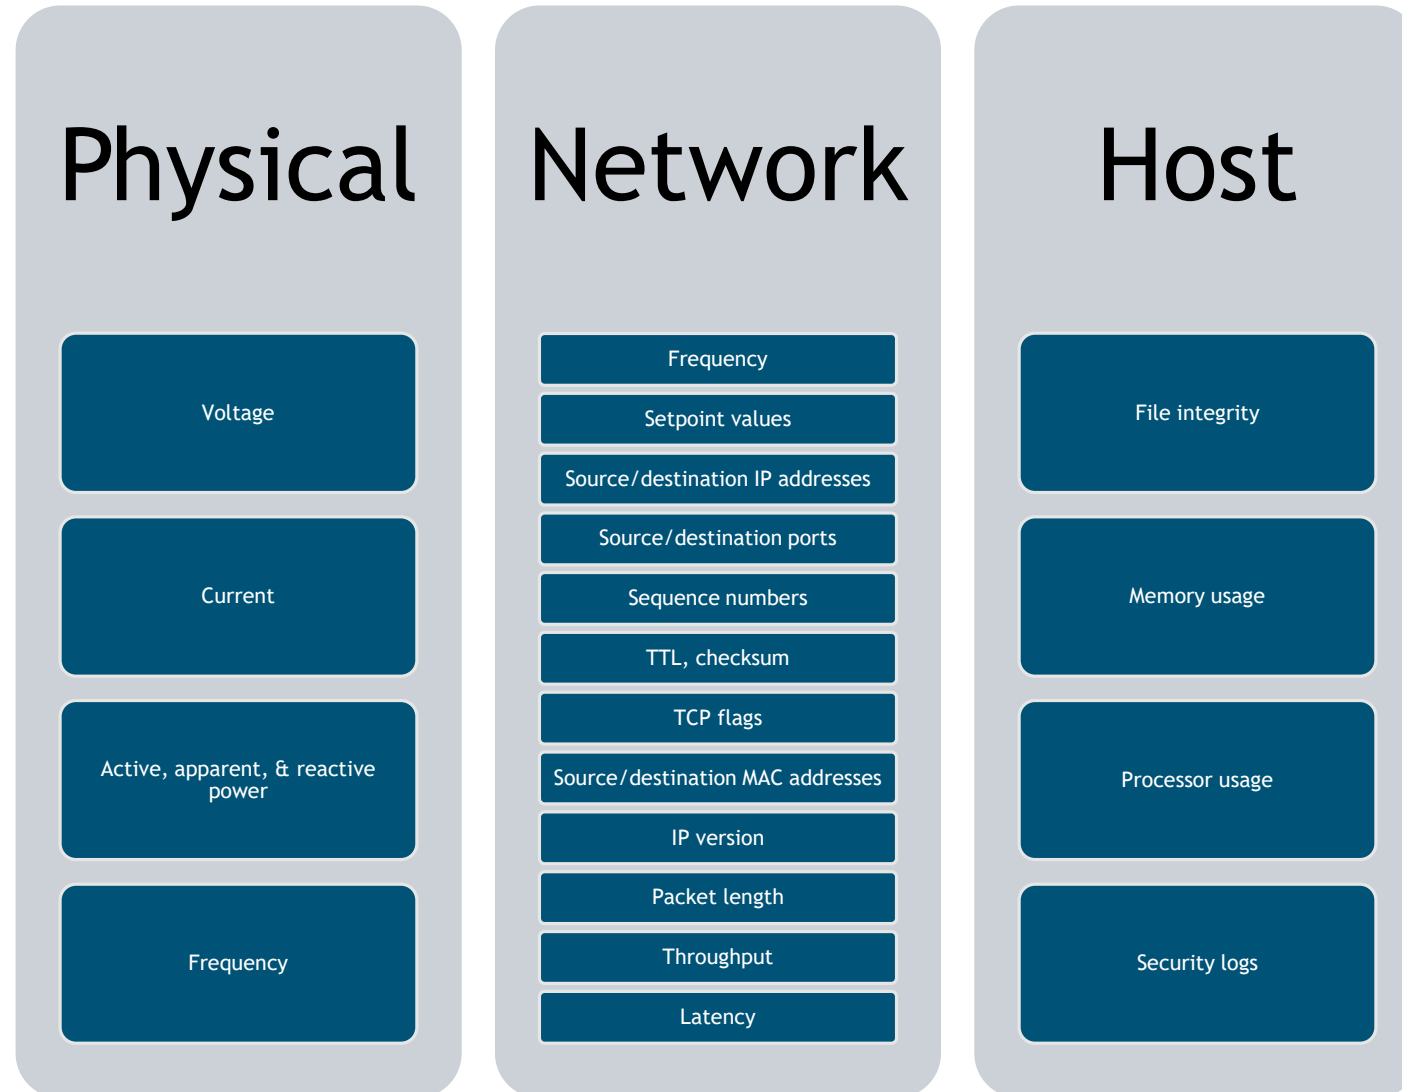 Physical
Voltage
Current
Active, apparent, & reactive
power
Frequency
Network
Frequency
Setpoint values
Source/destination IP addresses
Source/destination ports
Sequence numbers
TTL, checksum
TCP flags
Source/destination MAC addresses
IP version
Packet length
Throughput
Latency
Host
File integrity
Memory usage
Processor usage
Security logs